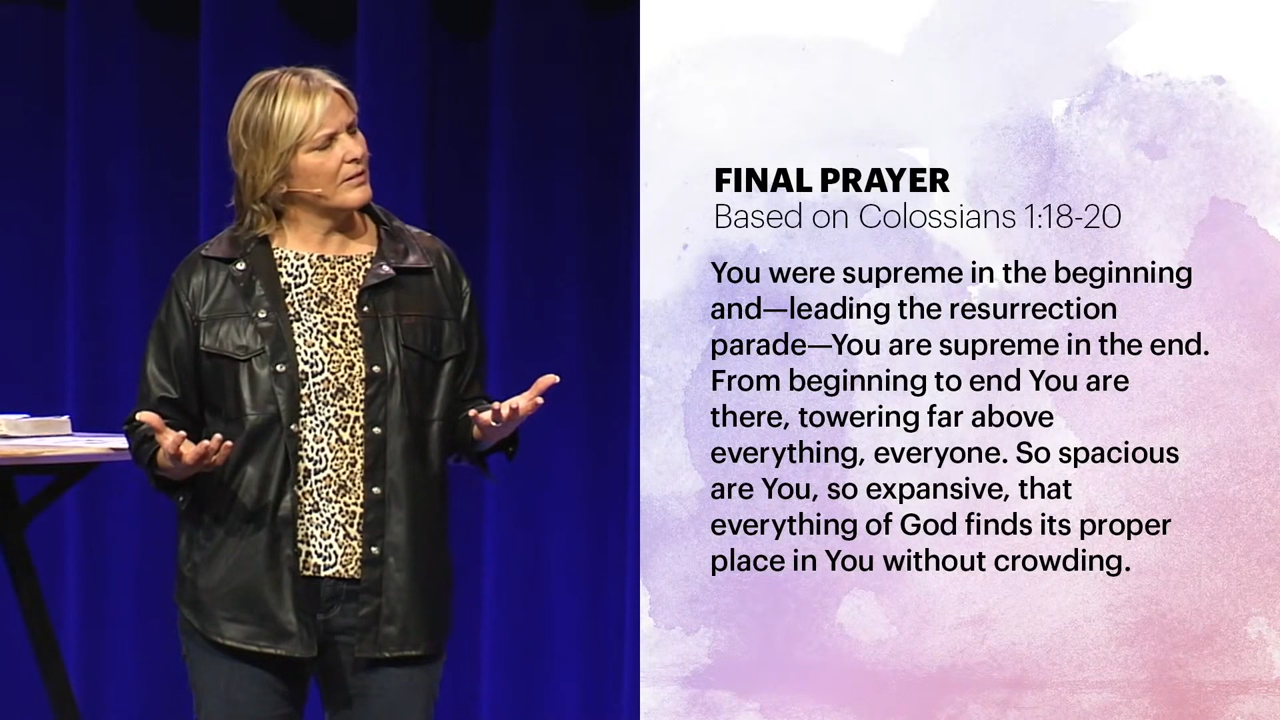 FINAL PRAYER
Based on Colossians 1:18-20
You were supreme in the beginning
and—leading the resurrection
parade—You are supreme in the end.
From beginning to end You are
there, towering far above
everything, everyone. So spacious
are You, so expansive, that
everything of God finds its proper
place in You without crowding.